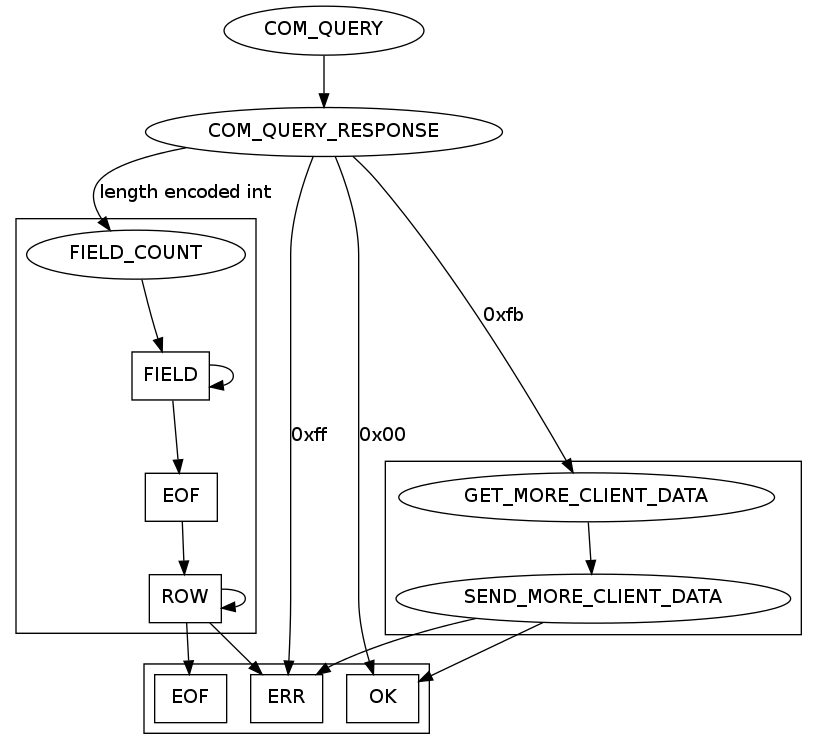 COM_QUERY
COM_QUERY_RESPONSE
length encoded int
FIELD_COUNT
0xfb
FIELD
0xff
0x00
EOF
GET_MORE_CLIENT_DATA
ROW
SEND_MORE_CLIENT_DATA
EOF
ERR
OK